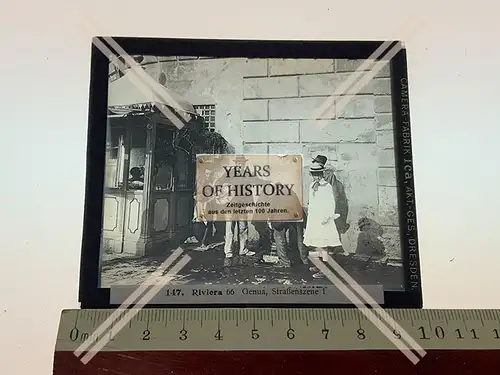 CAMERA-FABRIK Ica, AKT.-GES., DRESDEN.
YEARS
OF HISTORY
Zeitgeschichte
aus den letzten 100 Jahren.
147. Riviera 66 Genua, Straßenszene I
0m 1 2 3 4 5 6 7 8 9 10 11